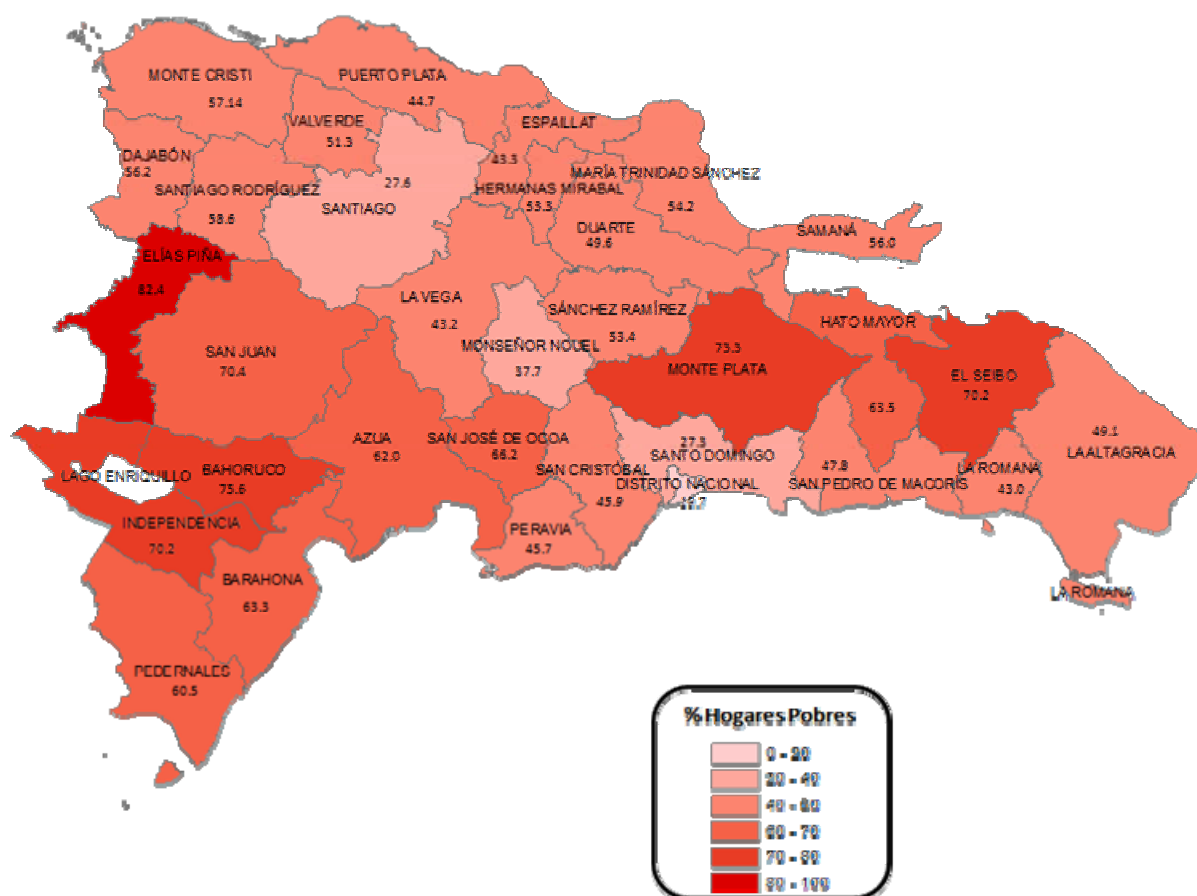 MONTE CRISTI
57.14
PUERTO PLATA
44.7
VALVERDE
51.3
ESPAILLAT
43.3
DAJABÓN
56.2
SANTIAGO RODRÍGUEZ
58.6
27.6
SANTIAGO
HERMANAS MIRABAL
53.3
MARÍA TRINIDAD SÁNCHEZ
54.2
DUARTE
49.6
SAMANÁ
56.0
ELÍAS PIÑA
82.4
LA VEGA
43.2
SÁNCHEZ RAMÍREZ
53.4
HATO MAYOR
63.5
SAN JUAN
70.4
MONSEÑOR NOUEL
37.7
73.3
MONTE PLATA
EL SEIBO
70.2
49.1
LA ALTAGRACIA
AZUA
62.0
SAN JOSÉ DE OCOA
66.2
27.3
SANTO DOMINGO
LAGO ENRIQUILLO
BAHORUCO
75.6
SAN CRISTÓBAL
45.9
DISTRITO NACIONAL
47.8
SAN PEDRO DE MACORÍS
LA ROMANA
43.0
INDEPENDENCIA
70.2
PERAVIA
45.7
BARAHONA
63.3
LA ROMANA
PEDERNALES
60.5
% Hogares Pobres
0 - 20
20 - 40
40 - 60
60 - 70
70 - 80
80 - 100